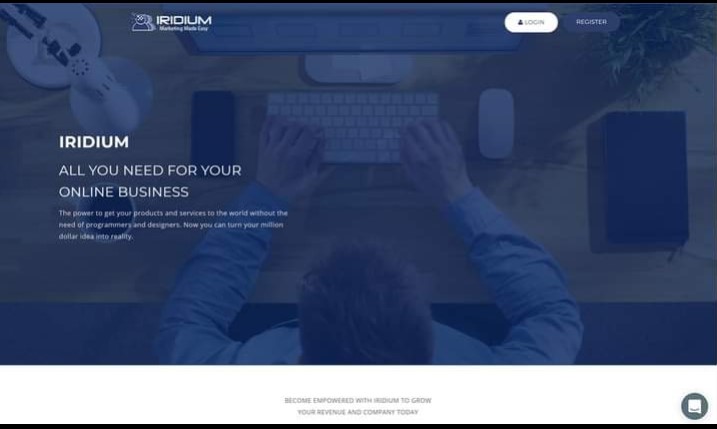 IRIDIUM
Marketing Made Easy
LOGIN
REGISTER
IRIDIUM
ALL YOU NEED FOR YOUR
ONLINE BUSINESS
The power to get your products and services to the world without the
need of programmers and designers. Now you can turn your million
dollar idea into reality.
BECOME EMPOWERED WITH IRIDIUM TO GROW
YOUR REVENUE AND COMPANY TODAY